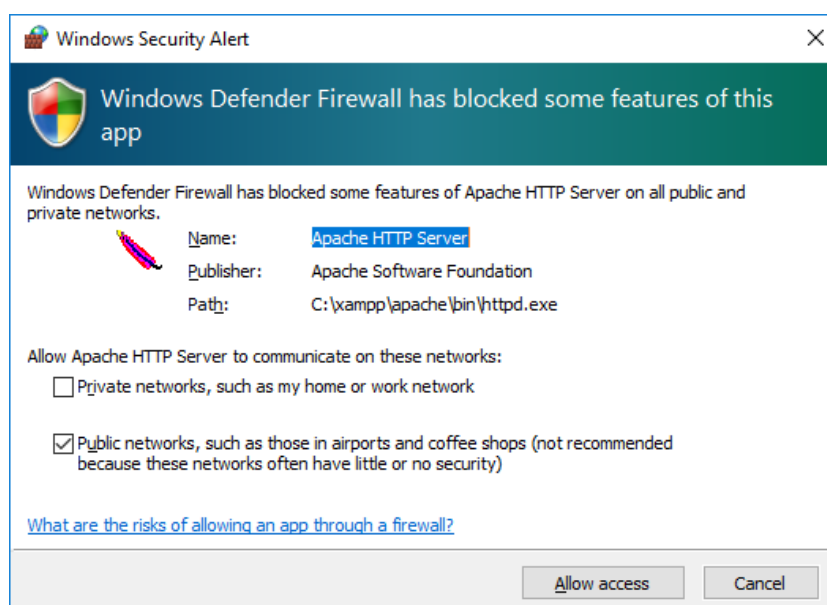 Windows Security Alert
Windows Defender Firewall has blocked some features of this
app
Windows Defender Firewall has blocked some features of Apache HTTP Server on all public and
private networks.
Name: Apache HTTP Server
Publisher: Apache Software Foundation
Path: C:\xampp\apache\bin\httpd.exe
Allow Apache HTTP Server to communicate on these networks:
Private networks, such as my home or work network
Public networks, such as those in airports and coffee shops (not recommended
because these networks often have little or no security)
What are the risks of allowing an app through a firewall?
Allow access Cancel